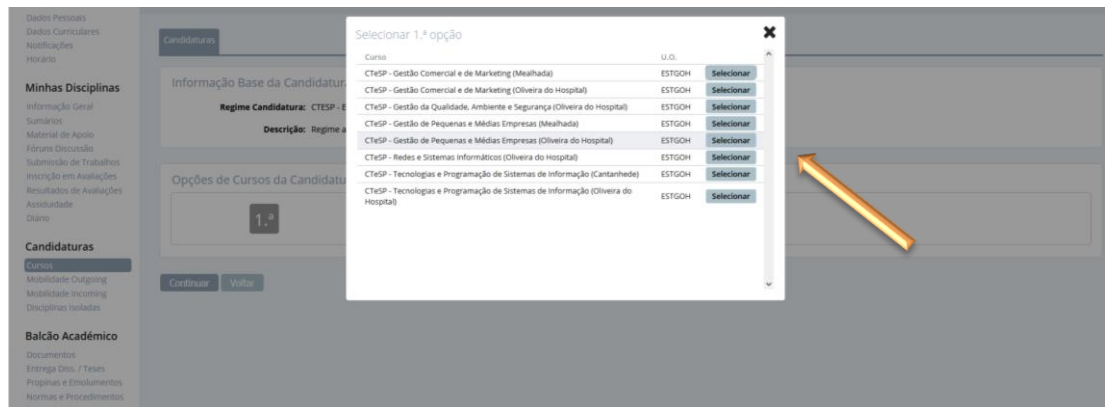 Dados Pessoais
Dados Curriculares
Notificações
Horário
Minhas Disciplinas
Informação Geral
Sumários
Material de Apoio
Fóruns Discussão
Submissão de Trabalhos
Inscrição em Avaliações
Resultados de Avaliações
Assiduidade
Diário
Candidaturas
Cursos
Mobilidade Outgoing
Mobilidade Incoming
Disciplinas Isoladas
Balcão Académico
Documentos
Entrega Diss. / Teses
Propinas e Emolumentos
Normas e Procedimentos
Candidaturas
Informação Base da Candidatur
Regime Candidatura: CTESP - E
Descrição: Regime a
Opções de Cursos da Candidatu
1.ª
Continuar Voltar
Selecionar 1.ª opção
Curso U.O.
CTeSP - Gestão Comercial e de Marketing (Mealhada) ESTGOH Selecionar
CTeSP - Gestão Comercial e de Marketing (Oliveira do Hospital) ESTGOH Selecionar
CTeSP - Gestão da Qualidade, Ambiente e Segurança (Oliveira do Hospital) ESTGOH Selecionar
CTeSP - Gestão de Pequenas e Médias Empresas (Mealhada) ESTGOH Selecionar
CTeSP - Gestão de Pequenas e Médias Empresas (Oliveira do Hospital) ESTGOH Selecionar
CTeSP - Redes e Sistemas Informáticos (Oliveira do Hospital) ESTGOH Selecionar
CTeSP - Tecnologias e Programação de Sistemas de Informação (Cantanhede) ESTGOH Selecionar
CTeSP - Tecnologias e Programação de Sistemas de Informação (Oliveira do
Hospital) ESTGOH Selecionar